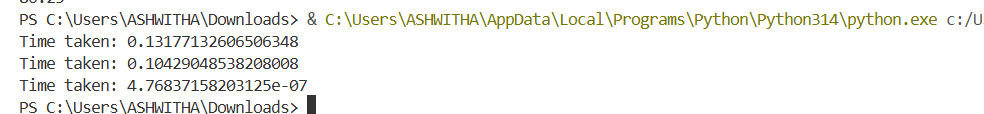 PS C:\Users\ASHWITHA\Downloads> & C:\Users\ASHWITHA\AppData\Local\Programs\Python\Python314\python.exe c:/U
Time taken: 0.13177132606506348
Time taken: 0.10429048538208008
Time taken: 4.76837158203125e-07
PS C:\Users\ASHWITHA\Downloads>